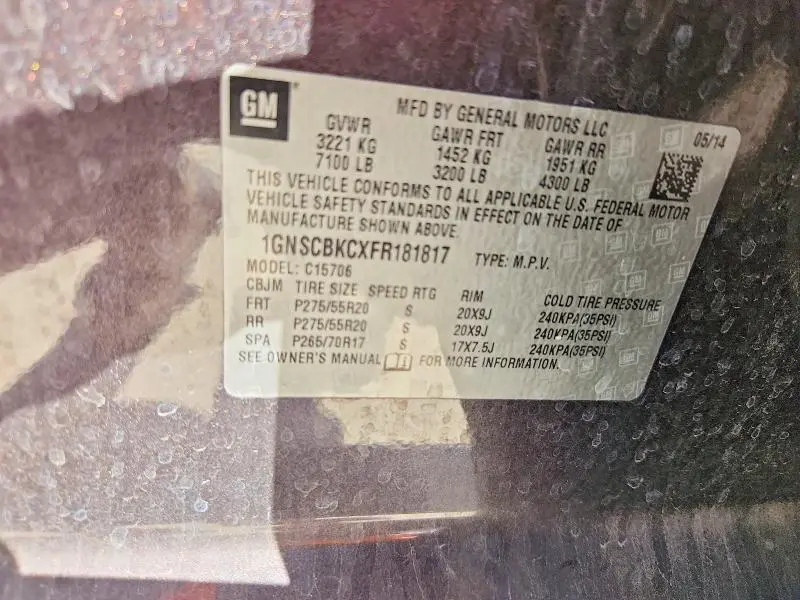 GM
MFD BY GENERAL MOTORS LLC
05/14
GVWR GAWR FRT GAWR RR
3221 KG 1452 KG 1951 KG
7100 LB 3200 LB 4300 LB
THIS VEHICLE CONFORMS TO ALL APPLICABLE U.S. FEDERAL MOTOR
VEHICLE SAFETY STANDARDS IN EFFECT ON THE DATE OF
MANUFACTURE SHOWN ABOVE.
1GNSCBKCXFR181817 TYPE: M.P.V.
MODEL: C15706
CBJM TIRE SIZE SPEED RTG RIM COLD TIRE PRESSURE
FRT P275/55R20 S 20X9J 240KPA(35PSI)
RR P275/55R20 S 20X9J 240KPA(35PSI)
SPA P265/70R17 S 17X7.5J 240KPA(35PSI)
SEE OWNER'S MANUAL FOR MORE INFORMATION.